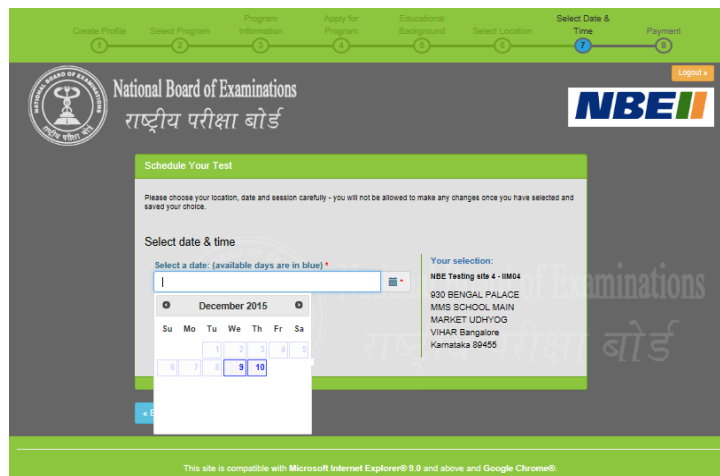 Create Profile
Select Program
Program Information
Apply for Program
Educational Background
Select Location
Select Date & Time
Payment
1
2
3
4
5
6
7
8
Logout »
National Board of Examinations
राष्ट्रीय परीक्षा बोर्ड
NBE
Schedule Your Test
Please choose your location, date and session carefully - you will not be allowed to make any changes once you have selected and
saved your choice.
Select date & time
Select a date: (available days are in blue) *
Your selection:
NBE Testing site 4 - IIM04
930 BENGAL PALACE
MMS SCHOOL MAIN
MARKET UDHYOG
VIHAR Bangalore
Karnataka 89455
December 2015
Su Mo Tu We Th Fr Sa
1 2 3 4 5
6 7 8 9 10
This site is compatible with Microsoft Internet Explorer® 9.0 and above and Google Chrome®.